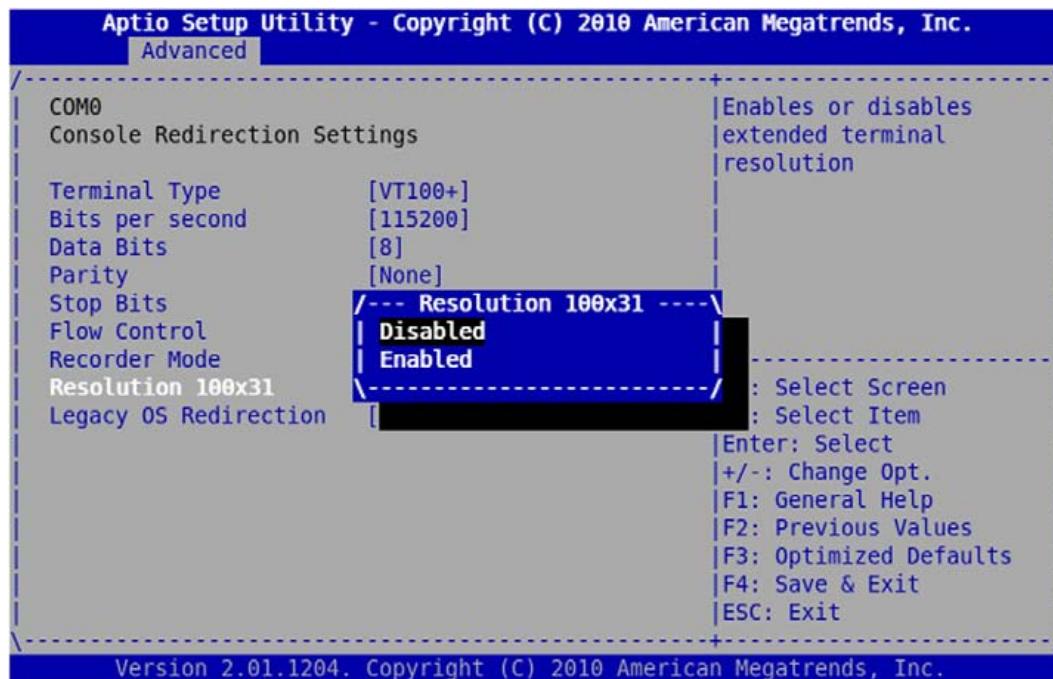 Aptio Setup Utility - Copyright (C) 2010 American Megatrends, Inc.
Advanced
COM0
Console Redirection Settings
Terminal Type [VT100+]
Bits per second [115200]
Data Bits [8]
Parity [None]
Stop Bits
Flow Control
Recorder Mode
Resolution 100x31
Legacy OS Redirection [
/--- Resolution 100x31 ----\
Disabled
Enabled
Enables or disables
extended terminal
resolution
: Select Screen
: Select Item
Enter: Select
+/-: Change Opt.
F1: General Help
F2: Previous Values
F3: Optimized Defaults
F4: Save & Exit
ESC: Exit
Version 2.01.1204. Copyright (C) 2010 American Megatrends, Inc.